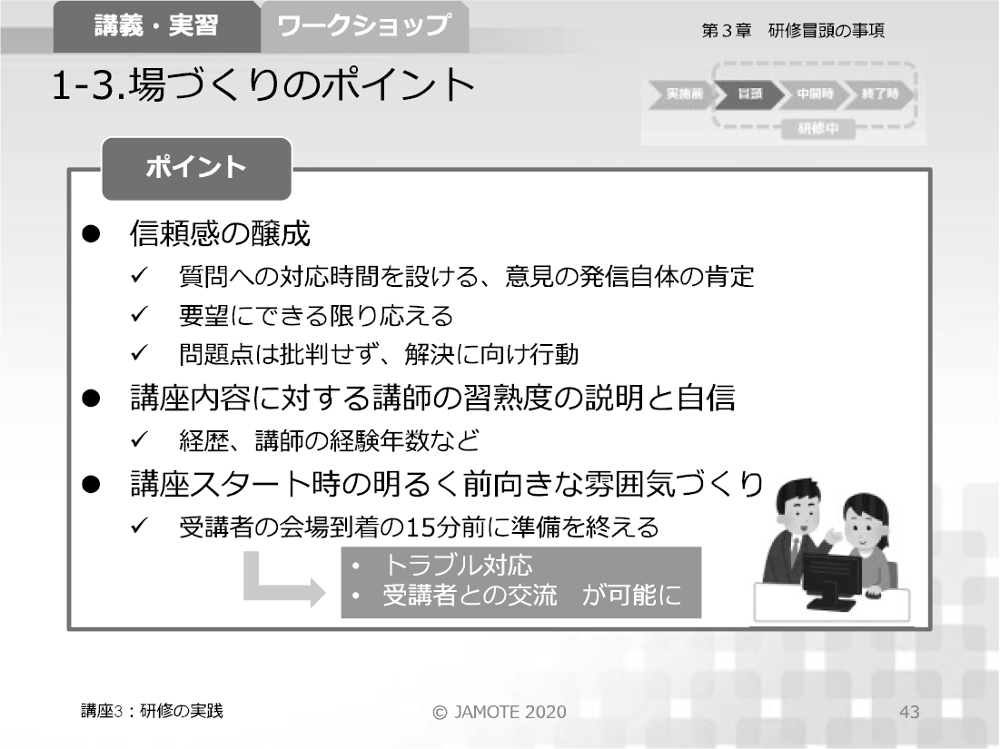 講義・実習
ワークショップ
第３章　研修冒頭の事項
1-3.場づくりのポイント
実施前
冒頭
中間時
終了時
研修中
ポイント
● 信頼感の醸成
✓ 質問への対応時間を設ける、意見の発信自体の肯定
✓ 要望にできる限り応える
✓ 問題点は批判せず、解決に向け行動
● 講座内容に対する講師の習熟度の説明と自信
✓ 経歴、講師の経験年数など
● 講座スタート時の明るく前向きな雰囲気づくり
✓ 受講者の会場到着の15分前に準備を終える
• トラブル対応
• 受講者との交流　が可能に
講座3：研修の実践
© JAMOTE 2020
43